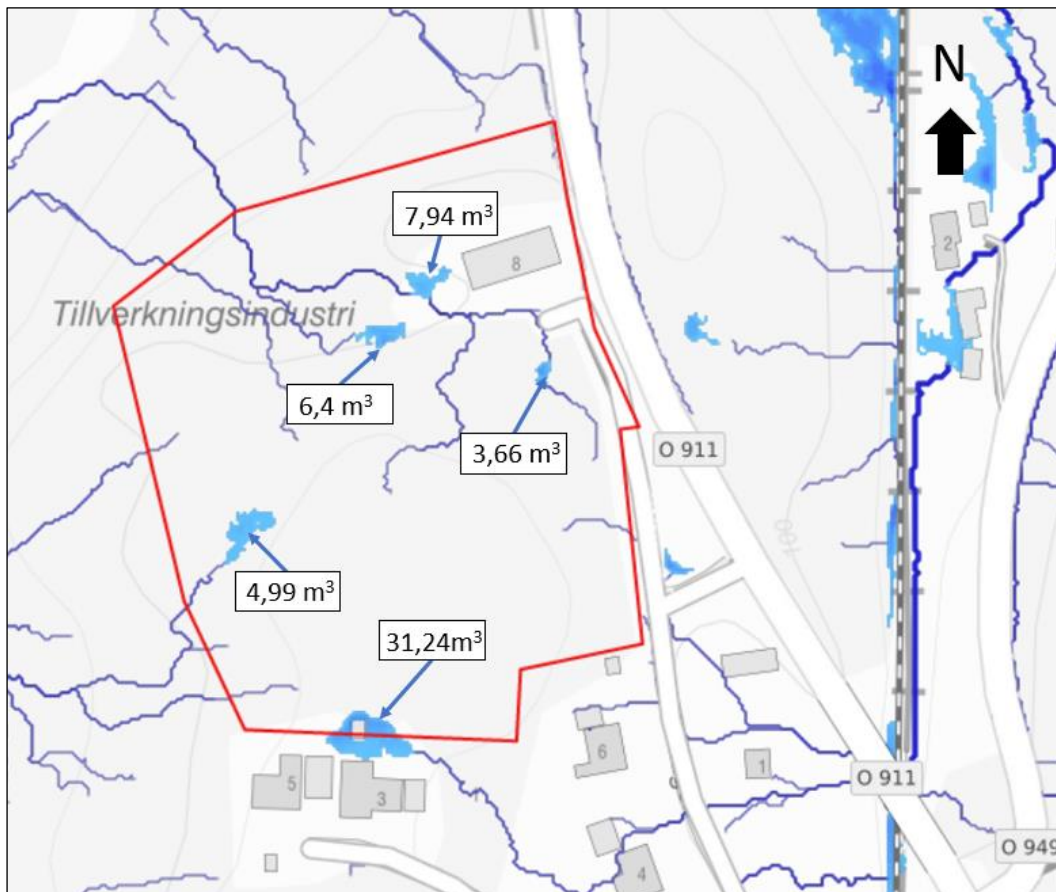 N
7,94 m³
2
8
Tillverkningsindustri
6,4 m³
3,66 m³
O 911
100
4,99 m³
31,24m³
6
1
5
3
O 911
4
O 949